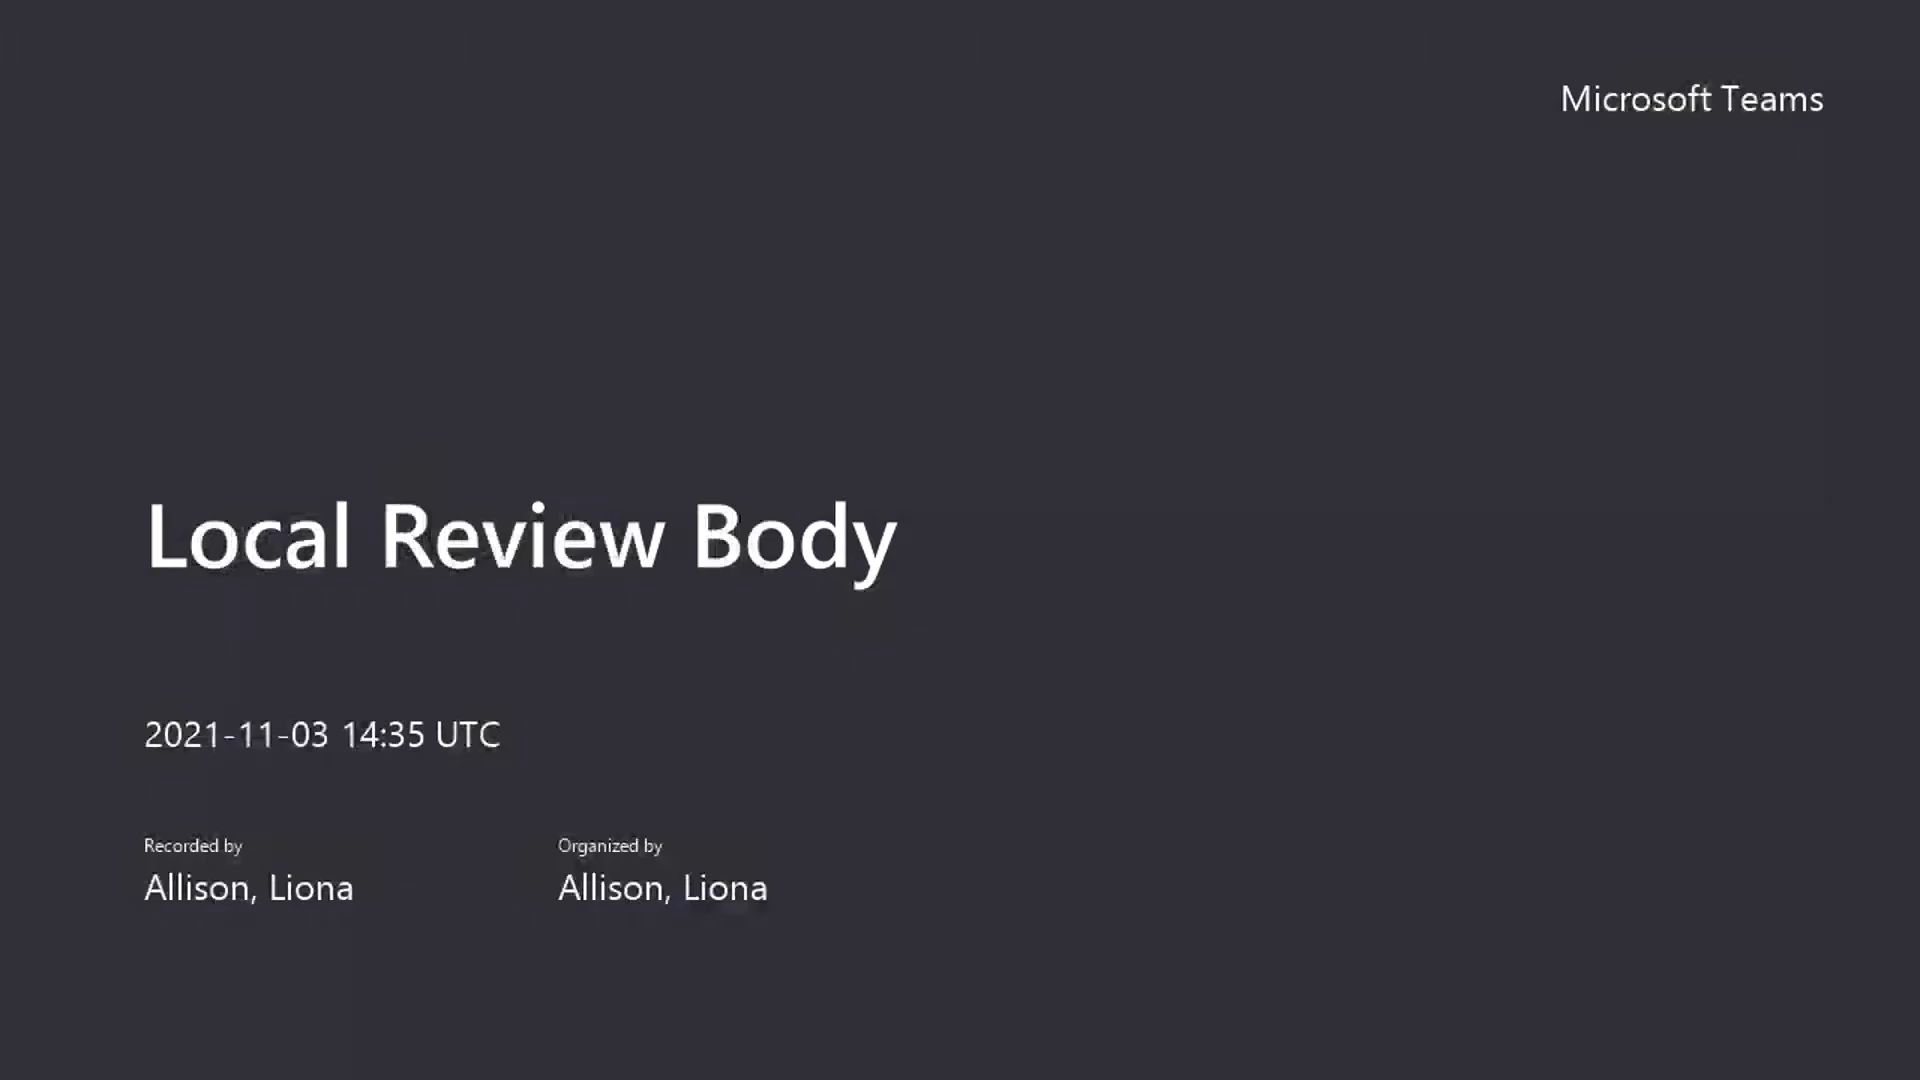 Microsoft Teams
Local Review Body
2021-11-03 14:35 UTC
Recorded by
Allison, Liona
Organized by
Allison, Liona